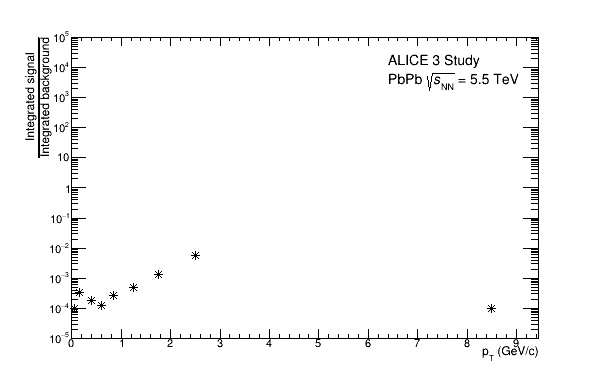 Integrated signal
Integrated background
ALICE 3 Study
PbPb √s_NN = 5.5 TeV
10^5
10^4
10^3
10^2
10
1
10^−1
10^−2
10^−3
10^−4
10^−5
0 1 2 3 4 5 6 7 8 9
p_T (GeV/c)